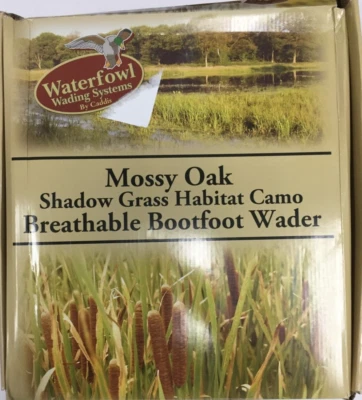 Waterfowl
Wading Systems
By Caddis
Mossy Oak
Shadow Grass Habitat Camo
Breathable Bootfoot Wader